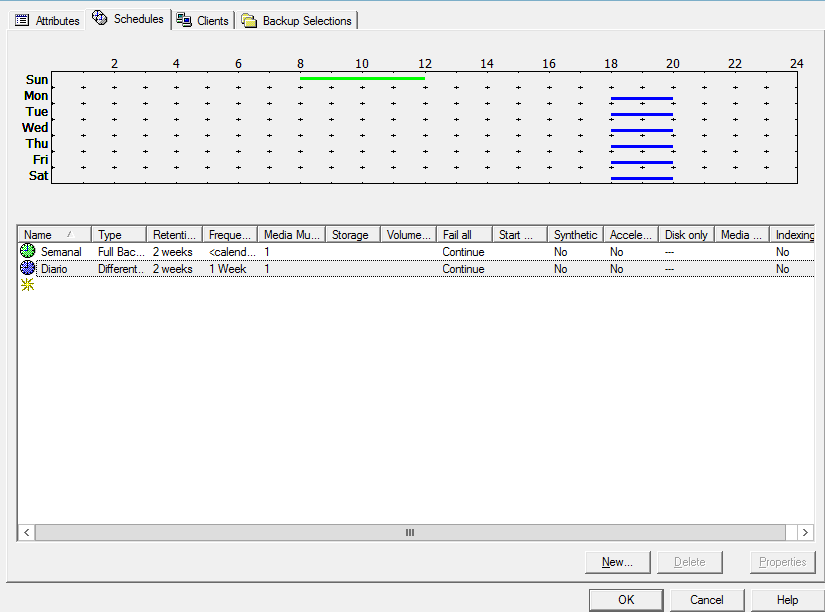 Attributes Schedules Clients Backup Selections
2 4 6 8 10 12 14 16 18 20 22 24
Sun
Mon
Tue
Wed
Thu
Fri
Sat
Name Type Retenti... Freque... Media Mu... Storage Volume... Fail all Start ... Synthetic Accele... Disk only Media ... Indexing
Semanal Full Bac... 2 weeks <calend... 1 Continue No No --- No
Diario Different... 2 weeks 1 Week 1 Continue No No --- No
New... Delete Properties
OK Cancel Help